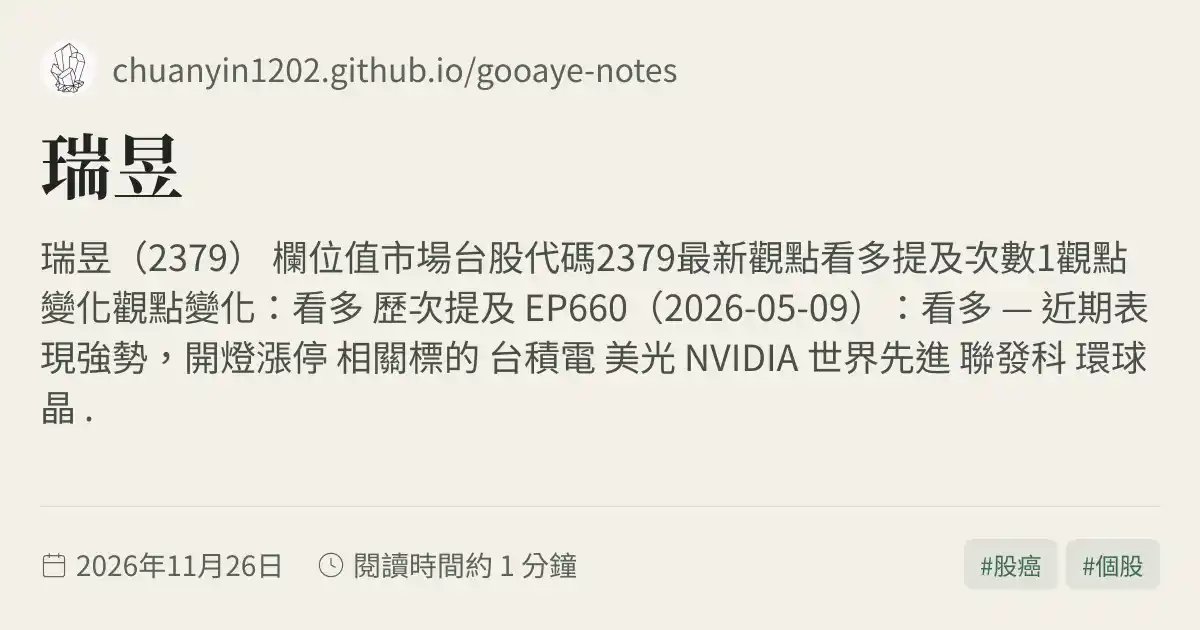 chuanyin1202.github.io/gooaye-notes
瑞昱
瑞昱（2379） 欄位值市場台股代碼2379最新觀點看多提及次數1觀點
變化觀點變化：看多 歷次提及 EP660（2026-05-09）：看多 — 近期表
現強勢，開燈漲停 相關標的 台積電 美光 NVIDIA 世界先進 聯發科 環球
晶 .
2026年11月26日 閱讀時間約 1 分鐘 #股癌 #個股